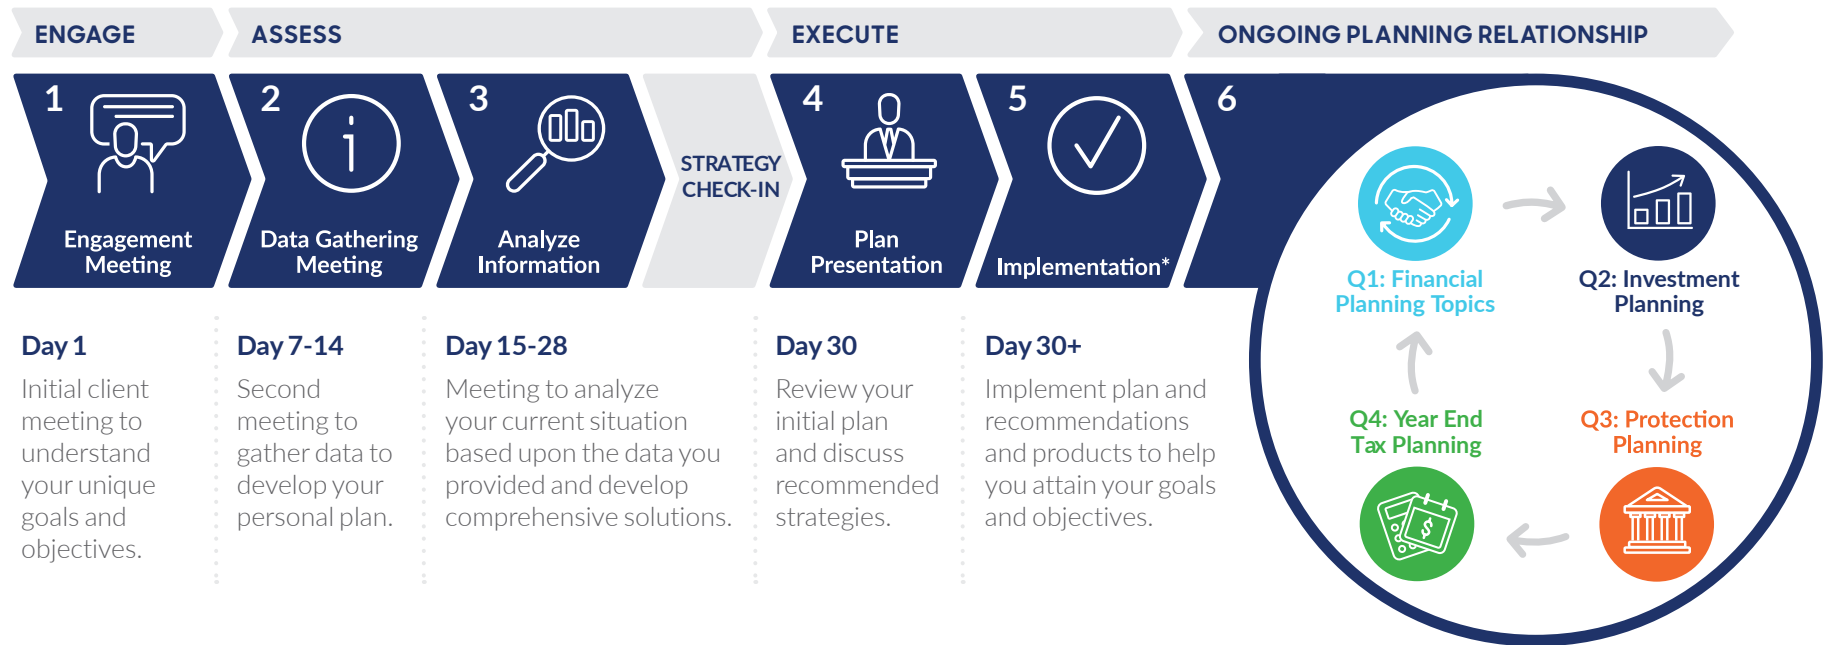 ENGAGE
ASSESS
EXECUTE
ONGOING PLANNING RELATIONSHIP
1
Engagement
Meeting
2
Data Gathering
Meeting
3
Analyze
Information
STRATEGY
CHECK-IN
4
Plan
Presentation
5
Implementation*
6
Day 1
Initial client
meeting to
understand
your unique
goals and
objectives.
Day 7-14
Second
meeting to
gather data to
develop your
personal plan.
Day 15-28
Meeting to analyze
your current situation
based upon the data you
provided and develop
comprehensive solutions.
Day 30
Review your
initial plan
and discuss
recommended
strategies.
Day 30+
Implement plan and
recommendations
and products to help
you attain your goals
and objectives.
Q1: Financial
Planning Topics
Q2: Investment
Planning
Q3: Protection
Planning
Q4: Year End
Tax Planning
$